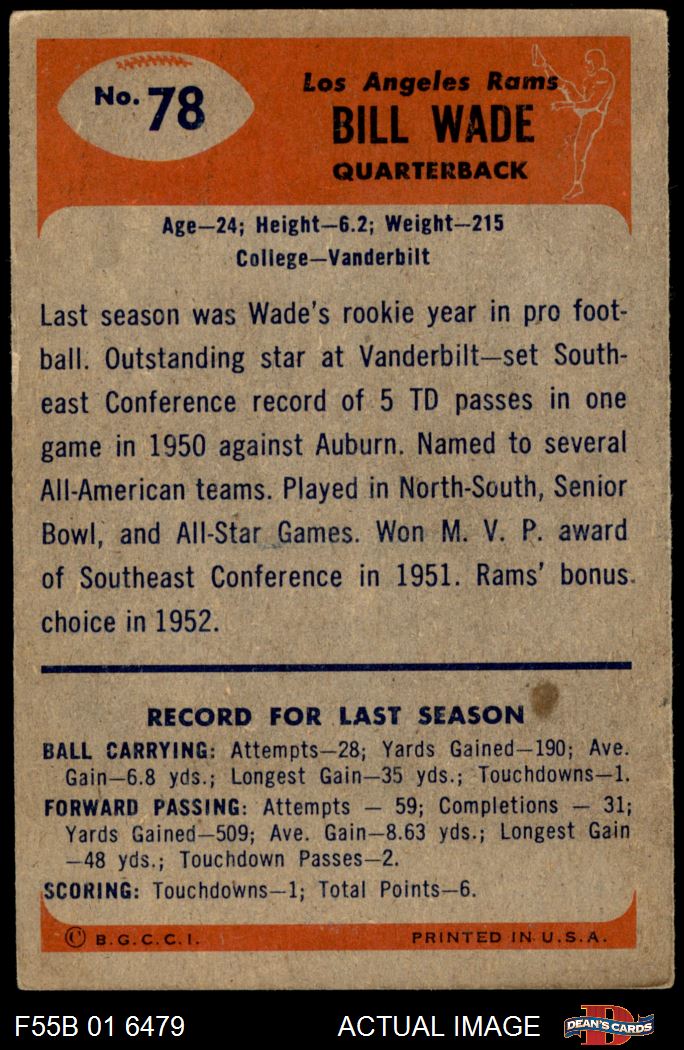 No. 78
Los Angeles Rams
BILL WADE
QUARTERBACK
Age—24; Height—6.2; Weight—215
College—Vanderbilt
Last season was Wade's rookie year in pro foot-
ball. Outstanding star at Vanderbilt—set South-
east Conference record of 5 TD passes in one
game in 1950 against Auburn. Named to several
All-American teams. Played in North-South, Senior
Bowl, and All-Star Games. Won M. V. P. award
of Southeast Conference in 1951. Rams' bonus
choice in 1952.
RECORD FOR LAST SEASON
BALL CARRYING: Attempts—28; Yards Gained—190; Ave.
Gain—6.8 yds.; Longest Gain—35 yds.; Touchdowns—1.
FORWARD PASSING: Attempts — 59; Completions — 31;
Yards Gained—509; Ave. Gain—8.63 yds.; Longest Gain
—48 yds.; Touchdown Passes—2.
SCORING: Touchdowns—1; Total Points—6.
© B.G.C.C.I. PRINTED IN U.S.A.
F55B 01 6479 ACTUAL IMAGE D DEAN'S CARDS